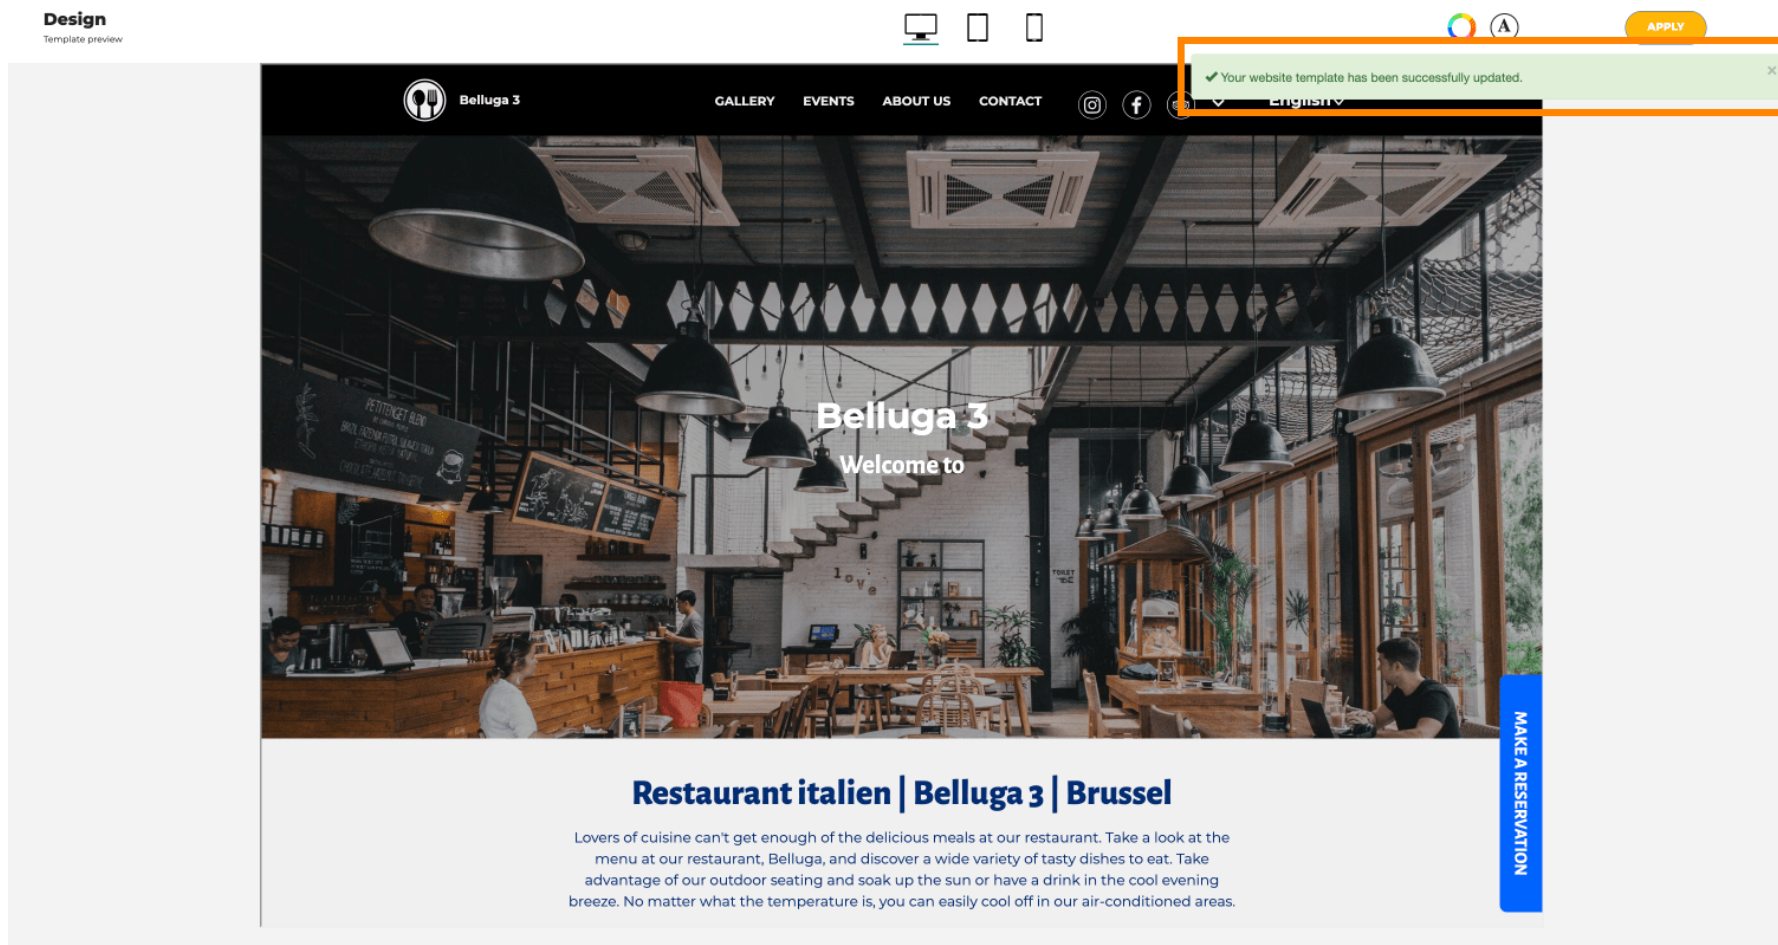 Design
Template preview
A
APPLY
✔ Your website template has been successfully updated.
×
Belluga 3
GALLERY EVENTS ABOUT US CONTACT
English
PETITENGET BLEND
Belluga 3
Welcome to
love
TOILET
MAKE A RESERVATION
Restaurant italien | Belluga 3 | Brussel
Lovers of cuisine can't get enough of the delicious meals at our restaurant. Take a look at the
menu at our restaurant, Belluga, and discover a wide variety of tasty dishes to eat. Take
advantage of our outdoor seating and soak up the sun or have a drink in the cool evening
breeze. No matter what the temperature is, you can easily cool off in our air-conditioned areas.